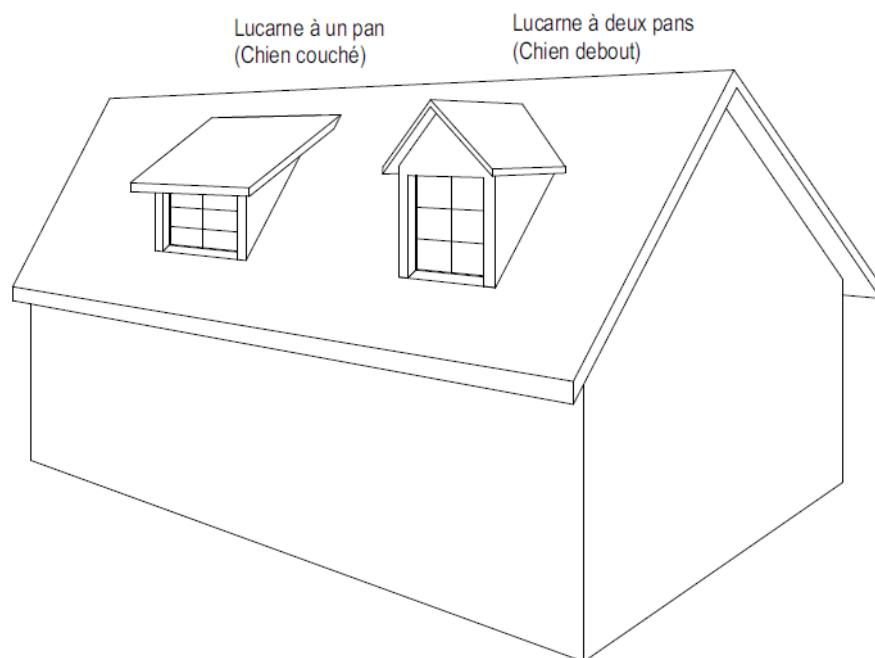 Lucarne à un pan
(Chien couché)
Lucarne à deux pans
(Chien debout)